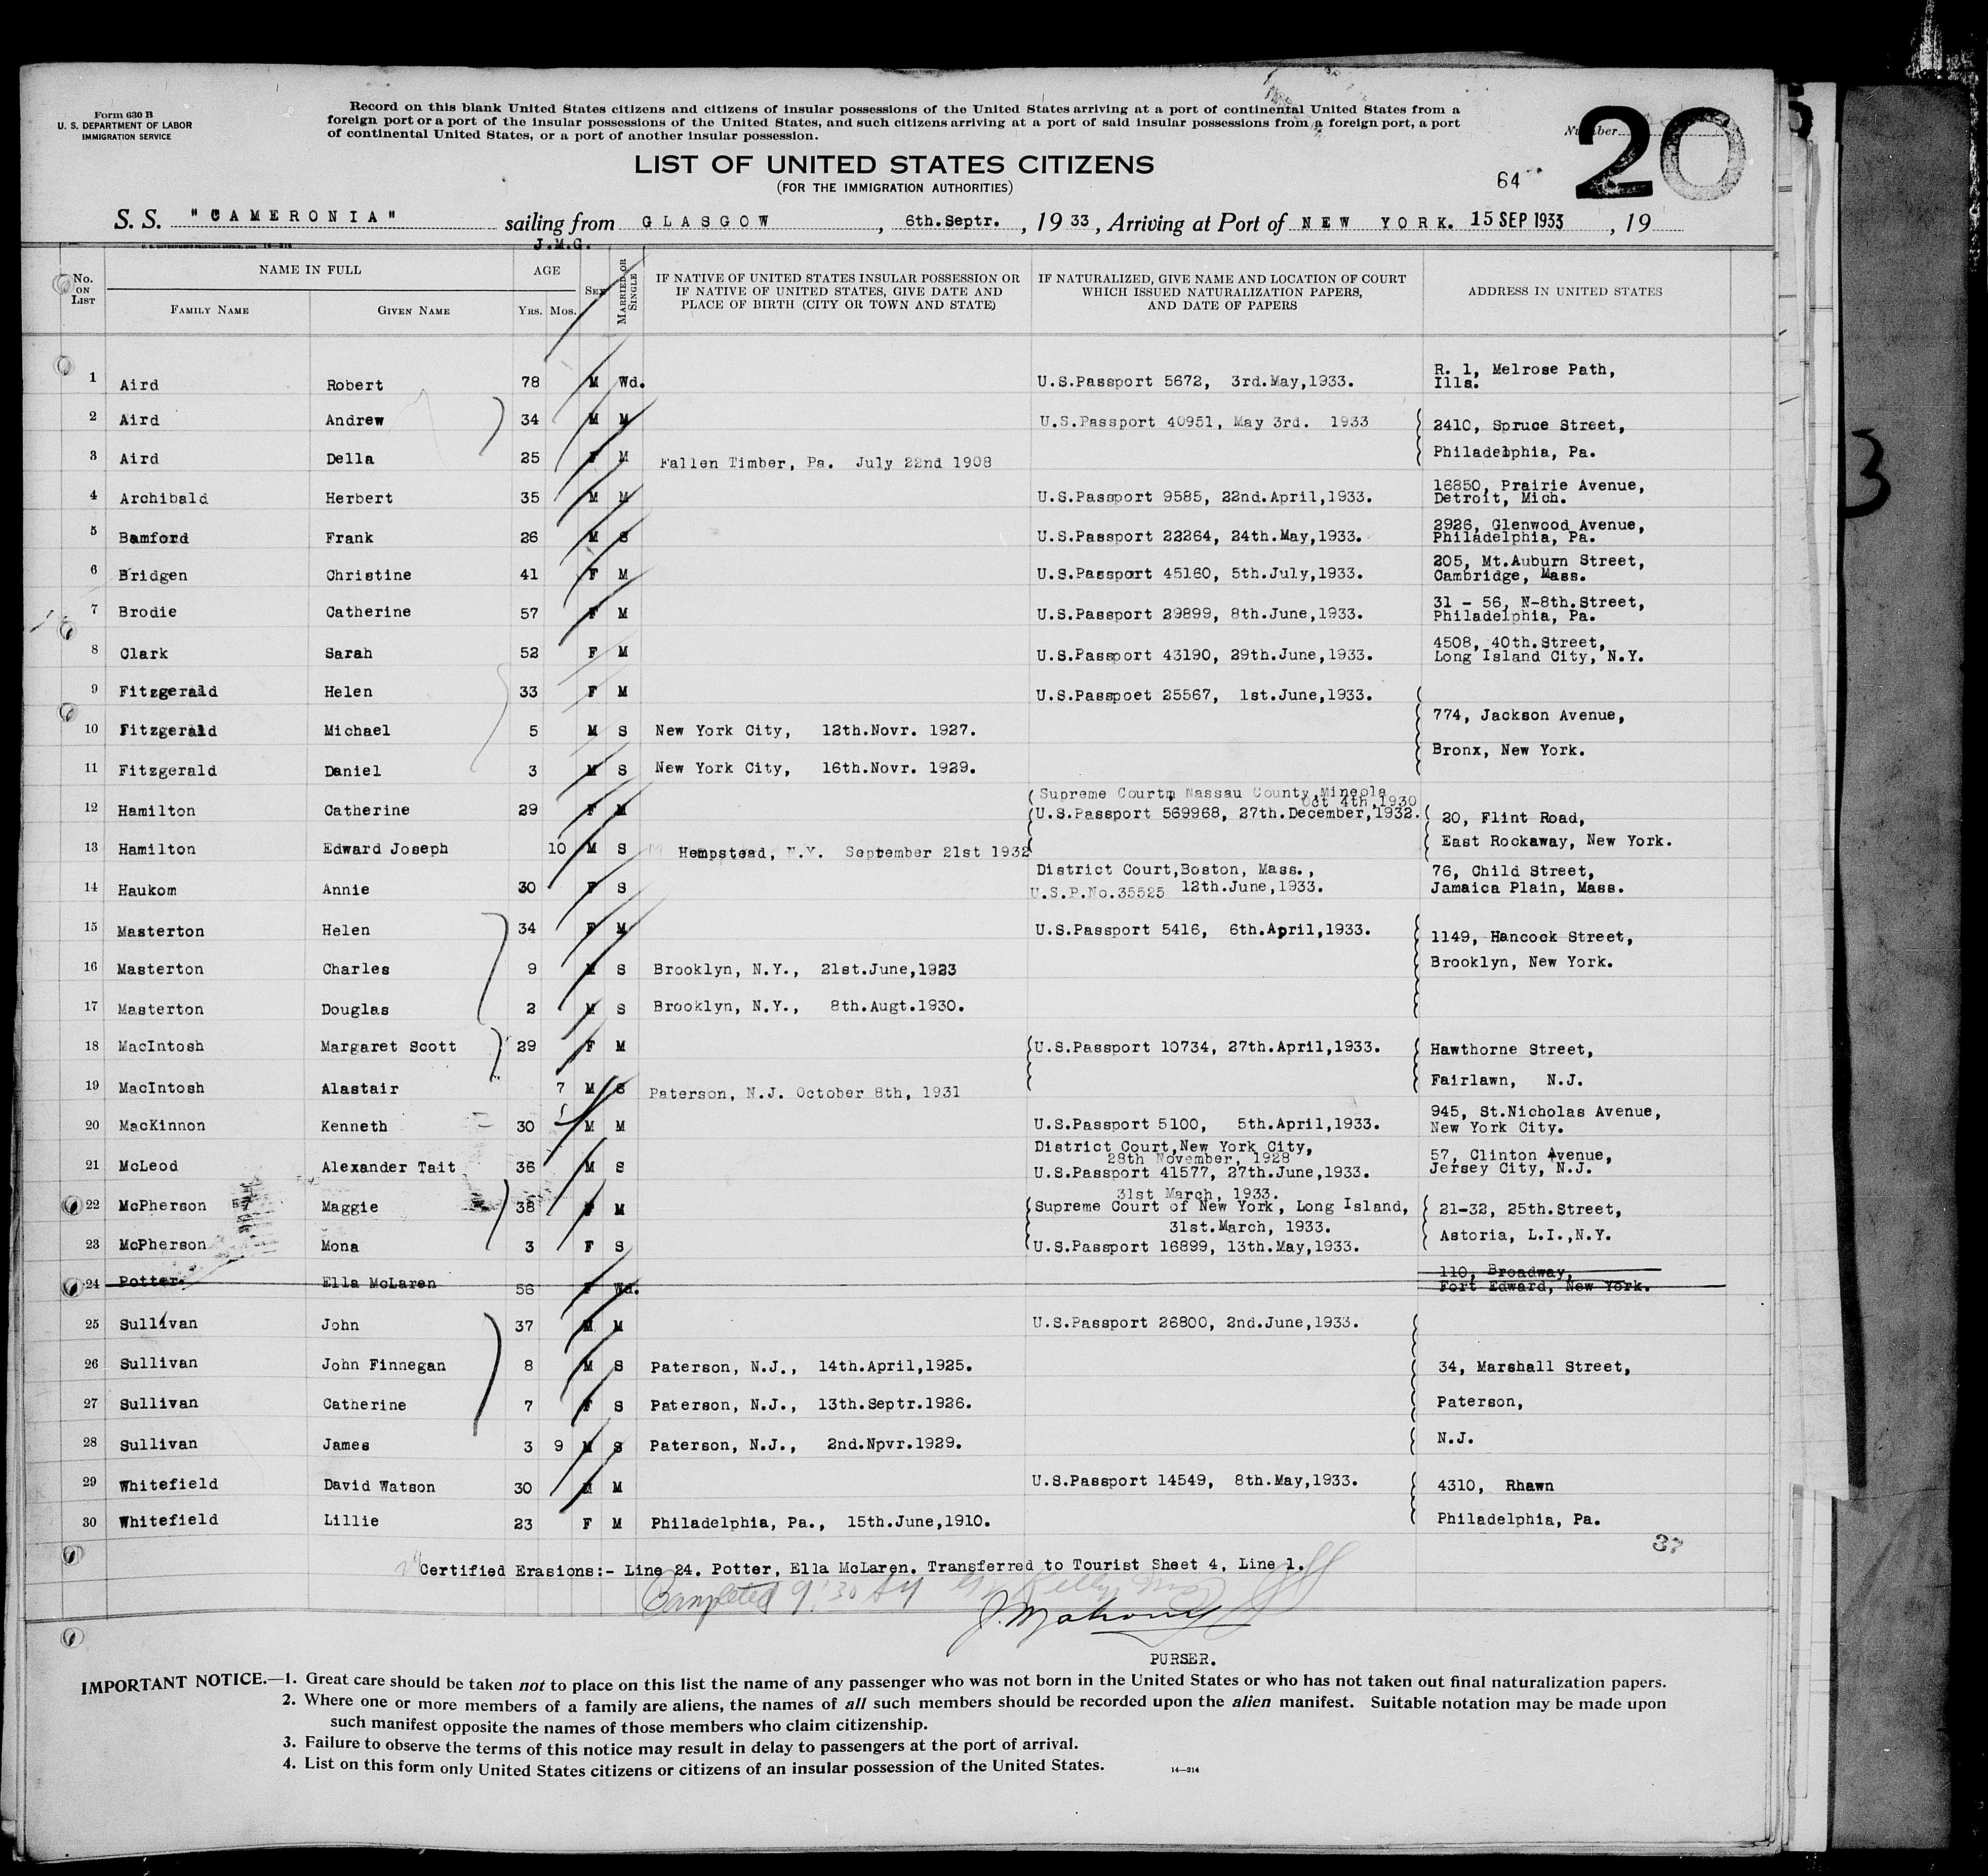 Form 630 B
U. S. DEPARTMENT OF LABOR
IMMIGRATION SERVICE
Record on this blank United States citizens and citizens of insular possessions of the United States arriving at a port of continental United States from a
foreign port or a port of the insular possessions of the United States, and such citizens arriving at a port of said insular possessions from a foreign port, a port
of continental United States, or a port of another insular possession.
Number
20
LIST OF UNITED STATES CITIZENS
(FOR THE IMMIGRATION AUTHORITIES)
64
S. S. "CAMERONIA" sailing from GLASGOW, 6th.Septr., 1933, Arriving at Port of NEW YORK. 15 SEP 1933, 19
J.M.G.
No. ON LIST NAME IN FULL AGE SEX MARRIED OR SINGLE IF NATIVE OF UNITED STATES INSULAR POSSESSION OR IF NATIVE OF UNITED STATES, GIVE DATE AND PLACE OF BIRTH (CITY OR TOWN AND STATE) IF NATURALIZED, GIVE NAME AND LOCATION OF COURT WHICH ISSUED NATURALIZATION PAPERS, AND DATE OF PAPERS ADDRESS IN UNITED STATES
FAMILY NAME GIVEN NAME YRS. MOS.
1 Aird Robert 78 M Wd. U.S.Passport 5672, 3rd.May,1933. R. 1, Melrose Path, Ills.
2 Aird Andrew 34 M M U.S.Passport 40951, May 3rd. 1933 2410, Spruce Street,
3 Aird Della 25 F M Fallen Timber, Pa. July 22nd 1908 Philadelphia, Pa.
4 Archibald Herbert 35 M M U.S.Passport 9585, 22nd.April,1933. 16850, Prairie Avenue, Detroit, Mich.
5 Bamford Frank 26 M S U.S.Passport 22264, 24th.May,1933. 2926, Glenwood Avenue, Philadelphia, Pa.
6 Bridgen Christine 41 F M U.S.Passport 45160, 5th.July,1933. 205, Mt.Auburn Street, Cambridge, Mass.
7 Brodie Catherine 57 F M U.S.Passport 29899, 8th.June,1933. 31 - 56, N-8th.Street, Philadelphia, Pa.
8 Clark Sarah 52 F M U.S.Passport 43190, 29th.June,1933. 4508, 40th.Street, Long Island City, N.Y.
9 Fitzgerald Helen 33 F M U.S.Passpoet 25567, 1st.June,1933.
10 Fitzgerald Michael 5 M S New York City, 12th.Novr. 1927. 774, Jackson Avenue,
11 Fitzgerald Daniel 3 M S New York City, 16th.Novr. 1929. Bronx, New York.
12 Hamilton Catherine 29 F M Supreme Courtm Nassau County,Mineola Oct 4th,1930 U.S.Passport 569968, 27th.December,1932. 20, Flint Road,
13 Hamilton Edward Joseph 10 M S Hempstead, N.Y. September 21st 1932 East Rockaway, New York.
14 Haukom Annie 30 F S District Court,Boston, Mass., U.S.P.No.35525 12th.June,1933. 76, Child Street, Jamaica Plain, Mass.
15 Masterton Helen 34 F M U.S.Passport 5416, 6th.April,1933. 1149, Hancock Street,
16 Masterton Charles 9 M S Brooklyn, N.Y., 21st.June,1923 Brooklyn, New York.
17 Masterton Douglas 2 M S Brooklyn, N.Y., 8th.Augt.1930.
18 MacIntosh Margaret Scott 29 F M U.S.Passport 10734, 27th.April,1933. Hawthorne Street,
19 MacIntosh Alastair 7 M S Paterson, N.J. October 8th, 1931 Fairlawn, N.J.
20 MacKinnon Kenneth 30 M M U.S.Passport 5100, 5th.April,1933. 945, St.Nicholas Avenue, New York City.
21 McLeod Alexander Tait 36 M S District Court,New York City, 28th November, 1928 U.S.Passport 41577, 27th.June,1933. 57, Clinton Avenue, Jersey City, N.J.
22 McPherson Maggie 38 F M 31st March, 1933. Supreme Court of New York, Long Island, 31st.March, 1933. 21-32, 25th.Street,
23 McPherson Mona 3 F S U.S.Passport 16899, 13th.May,1933. Astoria, L.I.,N.Y.
24 Potter Ella McLaren 56 F Wd. 110, Broadway, Fort Edward, New York.
25 Sullivan John 37 M M U.S.Passport 26800, 2nd.June,1933.
26 Sullivan John Finnegan 8 M S Paterson, N.J., 14th.April,1925. 34, Marshall Street,
27 Sullivan Catherine 7 F S Paterson, N.J., 13th.Septr.1926. Paterson,
28 Sullivan James 3 9 M S Paterson, N.J., 2nd.Npvr.1929. N.J.
29 Whitefield David Watson 30 M M U.S.Passport 14549, 8th.May,1933. 4310, Rhawn
30 Whitefield Lillie 23 F M Philadelphia, Pa., 15th.June,1910. Philadelphia, Pa.
37
Certified Erasions:- Line 24. Potter, Ella McLaren. Transferred to Tourist Sheet 4, Line 1.
Completed 9:30 AM
J. Mahony
PURSER.
IMPORTANT NOTICE.—1. Great care should be taken not to place on this list the name of any passenger who was not born in the United States or who has not taken out final naturalization papers.
2. Where one or more members of a family are aliens, the names of all such members should be recorded upon the alien manifest. Suitable notation may be made upon
such manifest opposite the names of those members who claim citizenship.
3. Failure to observe the terms of this notice may result in delay to passengers at the port of arrival.
4. List on this form only United States citizens or citizens of an insular possession of the United States.
14—214
3